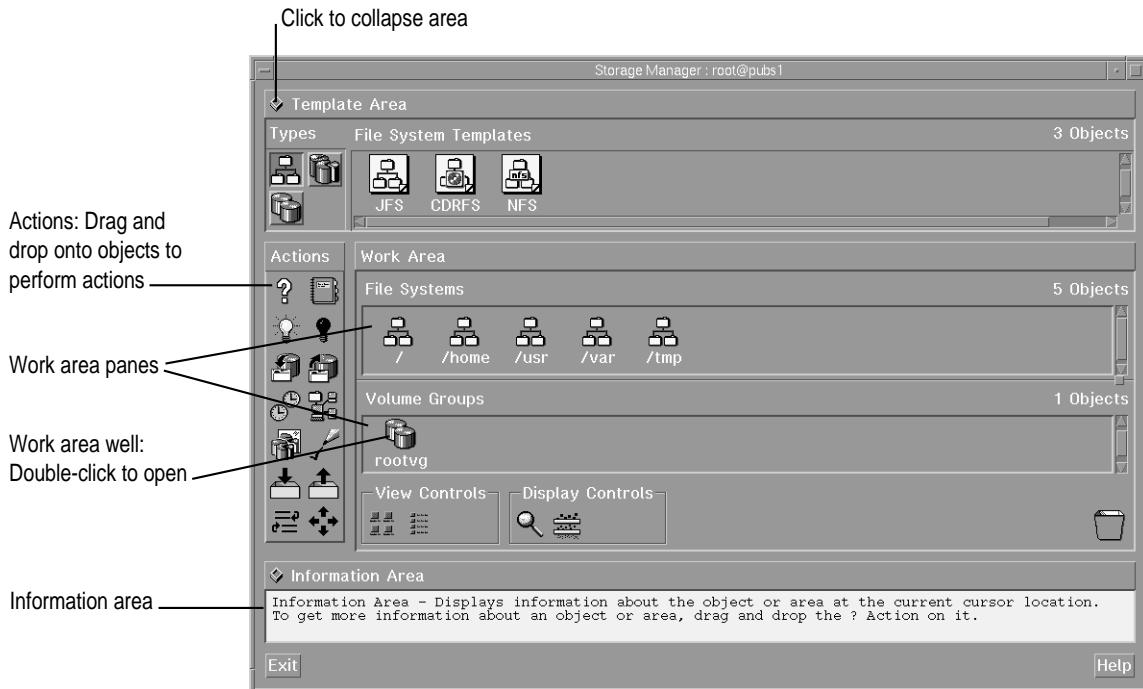 Click to collapse area
Storage Manager : root@pubs1
Template Area
Types
File System Templates
3 Objects
JFS
CDRFS
nfs
NFS
Actions: Drag and
drop onto objects to
perform actions
Actions
Work Area
?
File Systems
5 Objects
/
/home
/usr
/var
/tmp
Work area panes
Volume Groups
1 Objects
Work area well:
Double-click to open
rootvg
View Controls
Display Controls
Information Area
Information area
Information Area - Displays information about the object or area at the current cursor location.
To get more information about an object or area, drag and drop the ? Action on it.
Exit
Help